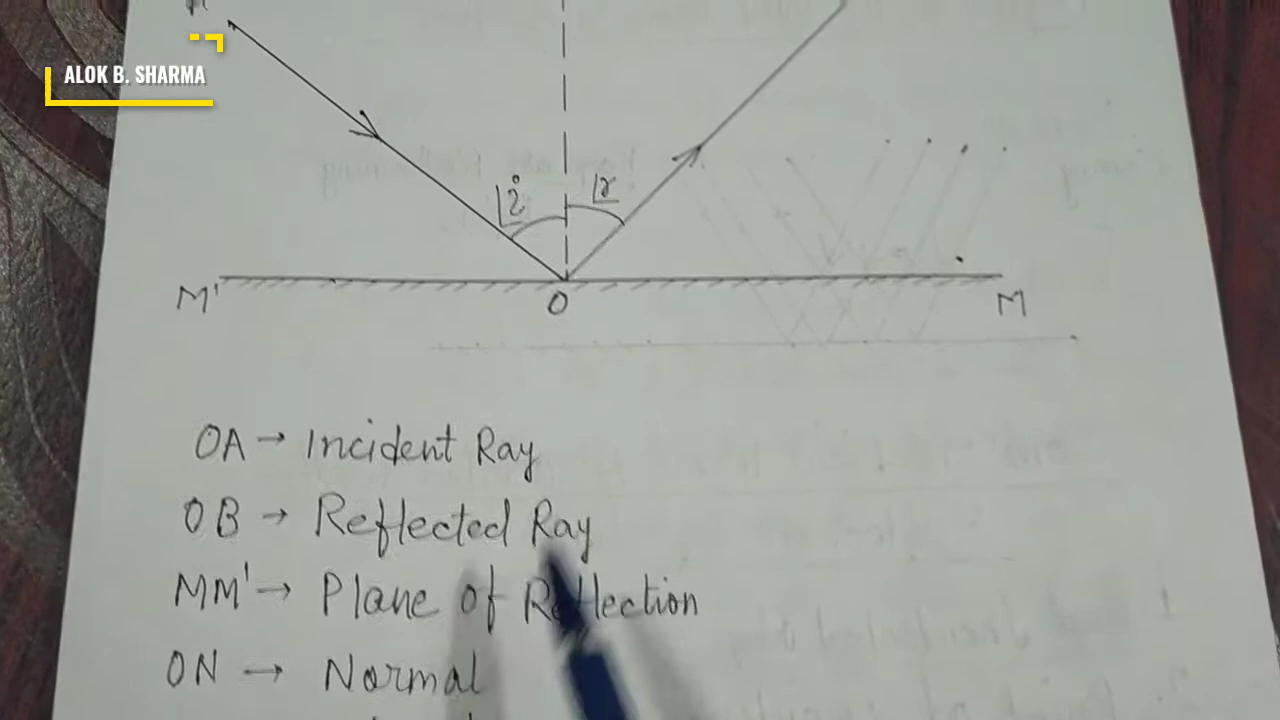 ALOK B. SHARMA
∠i ∠r
M' O M
OA → Incident Ray
OB → Reflected Ray
MM' → Plane of Reflection
ON → Normal